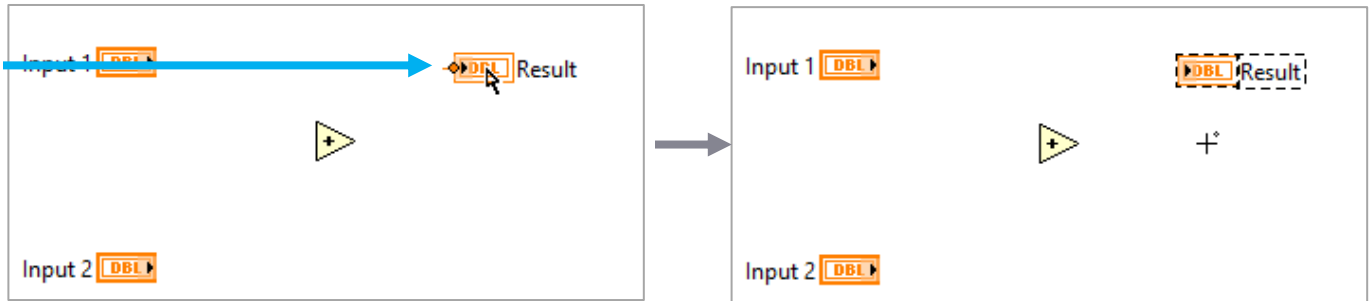 Input 1 DBL
DBL Result
+
Input 2 DBL
Input 1 DBL
DBL Result
+
Input 2 DBL